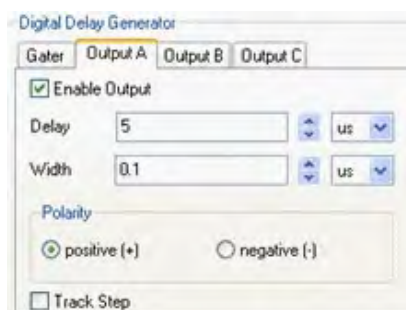 Digital Delay Generator
Gater Output A Output B Output C
Enable Output
Delay 5 us
Width 0.1 us
Polarity
positive (+) negative (-)
Track Step